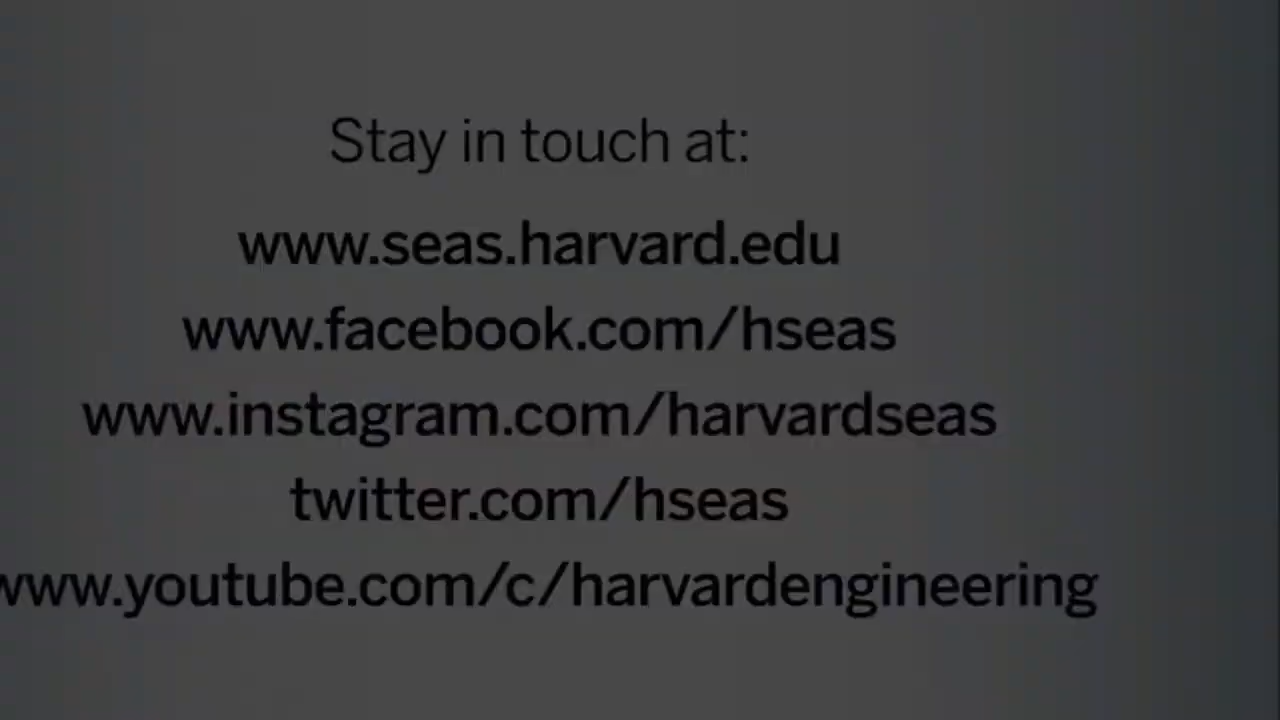 Stay in touch at:
www.seas.harvard.edu
www.facebook.com/hseas
www.instagram.com/harvardseas
twitter.com/hseas
www.youtube.com/c/harvardengineering